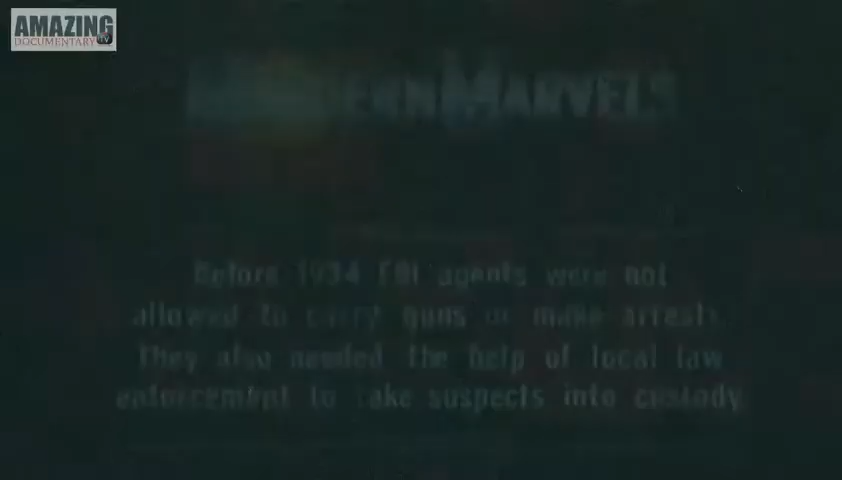 AMAZING
DOCUMENTARY TV
MODERN MARVELS
Before 1934 FBI agents were not
allowed to carry guns or make arrests.
They also needed the help of local law
enforcement to take suspects into custody